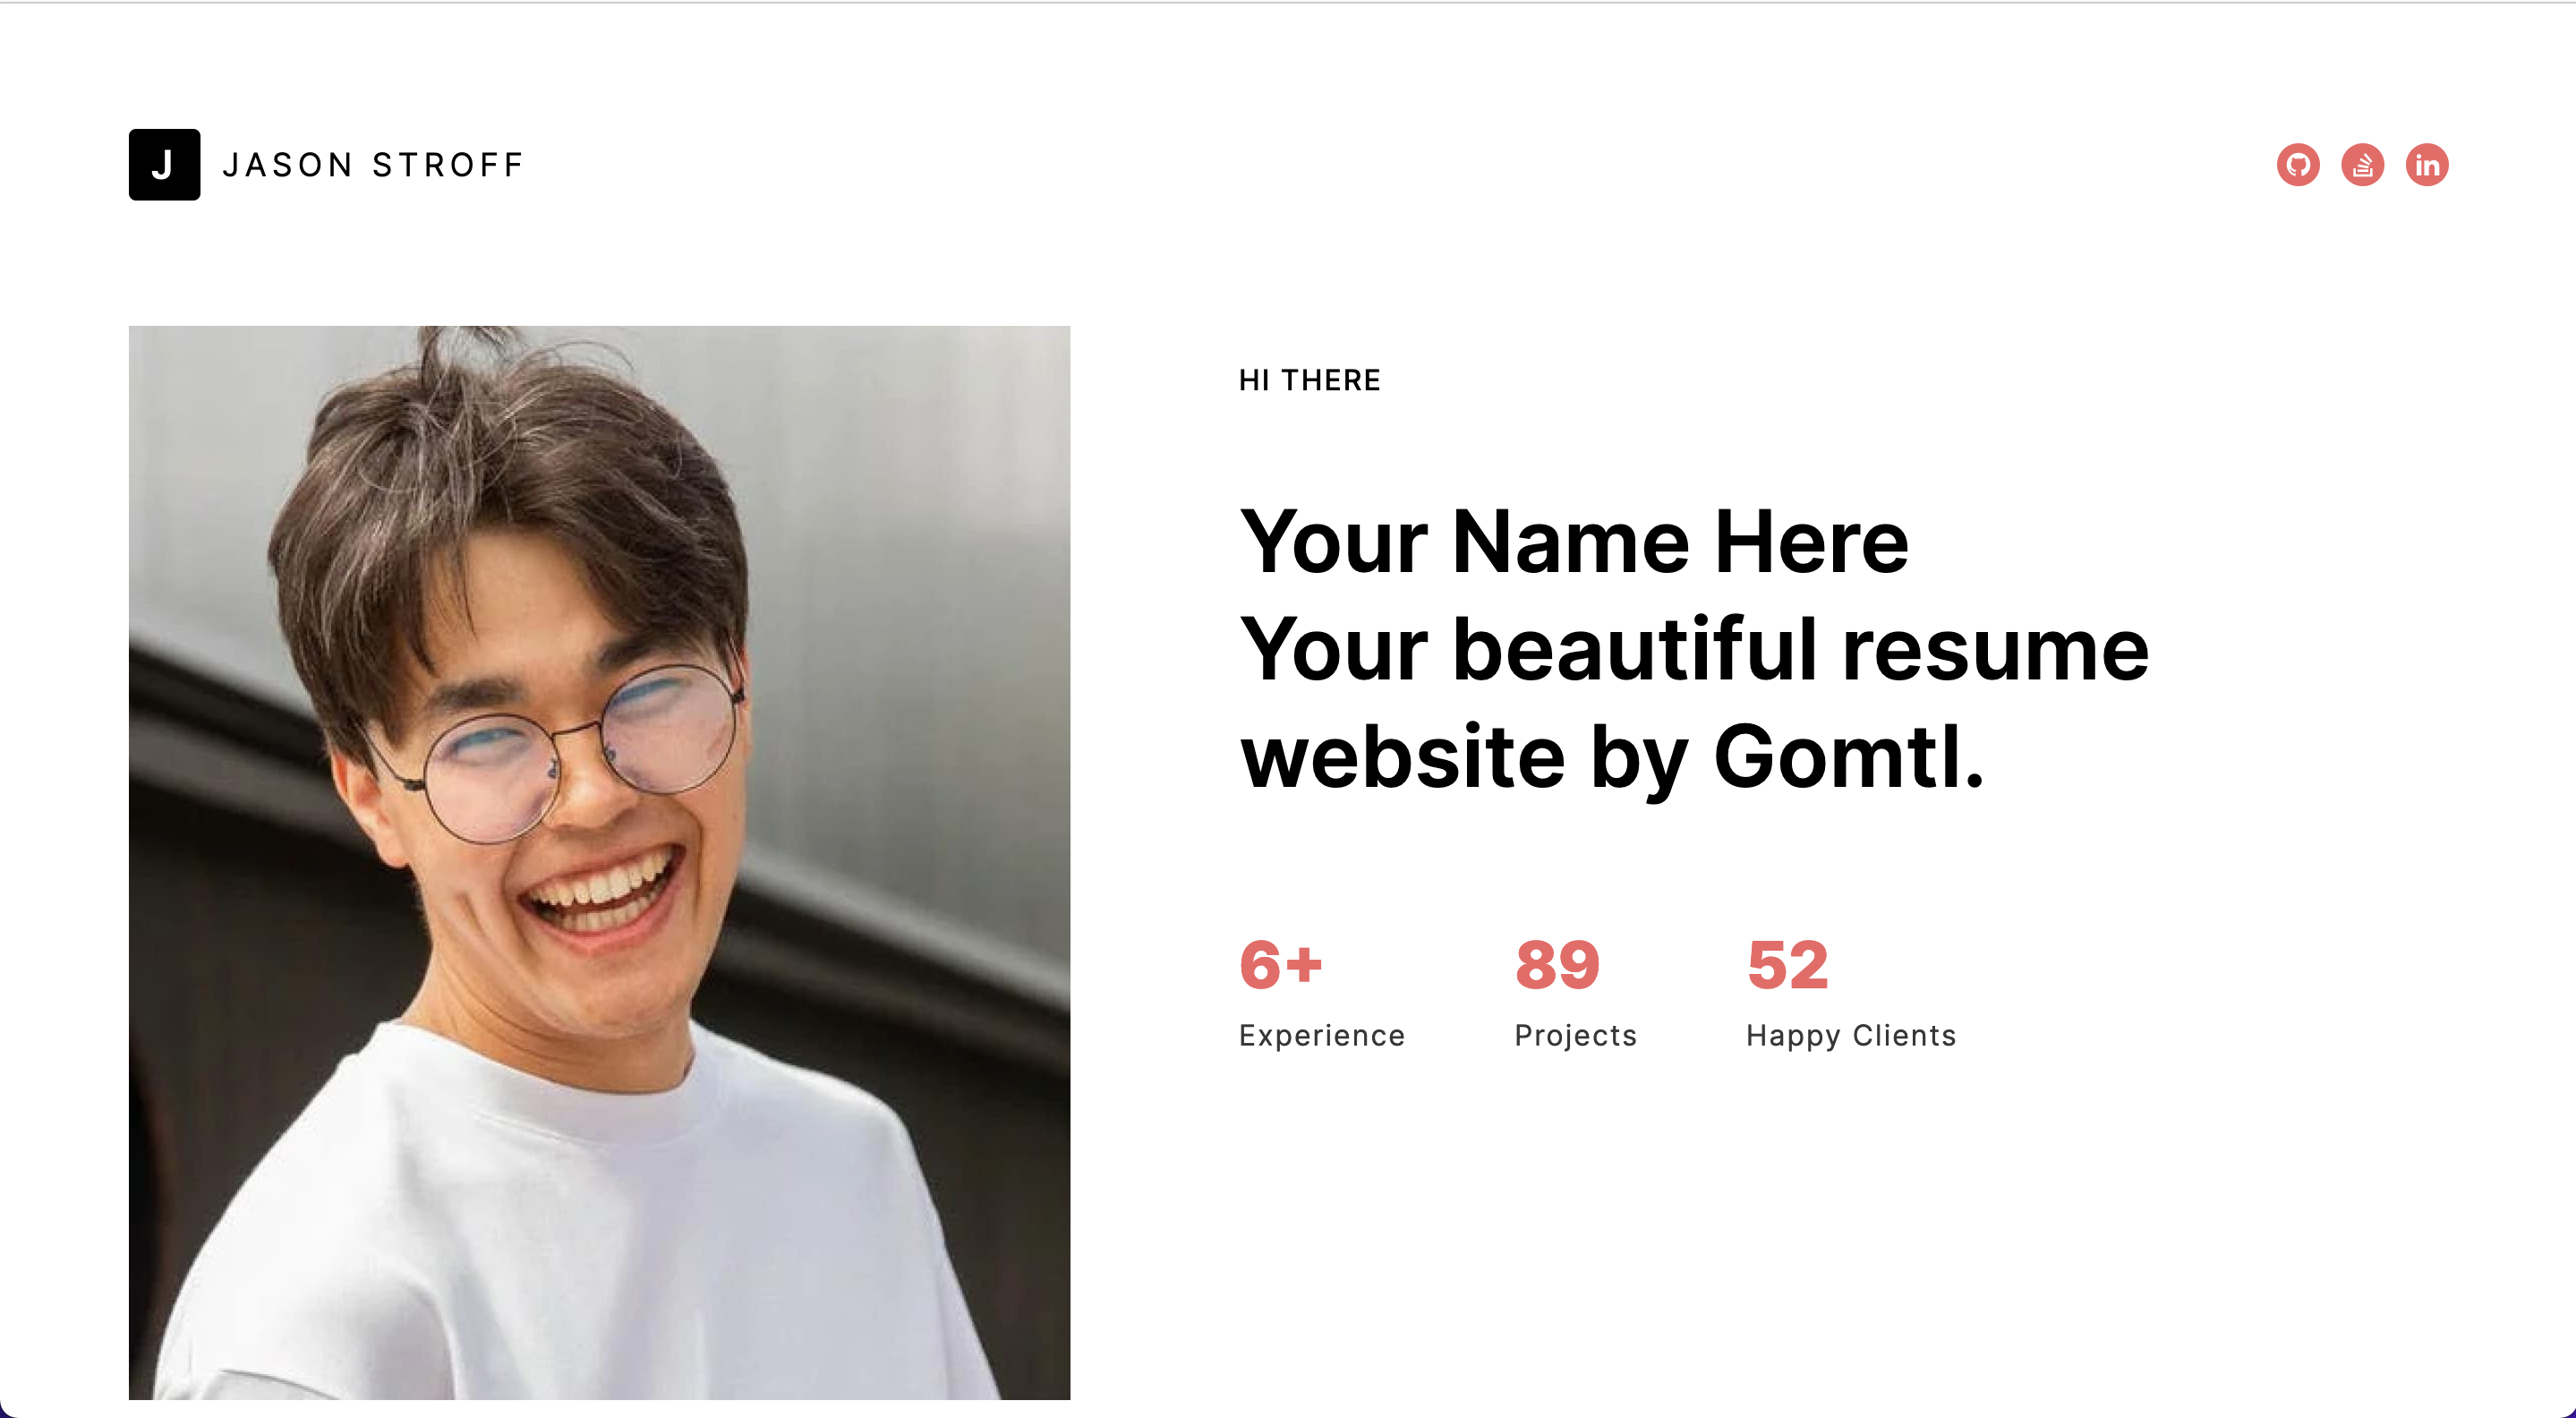 J JASON STROFF
in
HI THERE
Your Name Here
Your beautiful resume
website by Gomtl.
6+ 89 52
Experience Projects Happy Clients